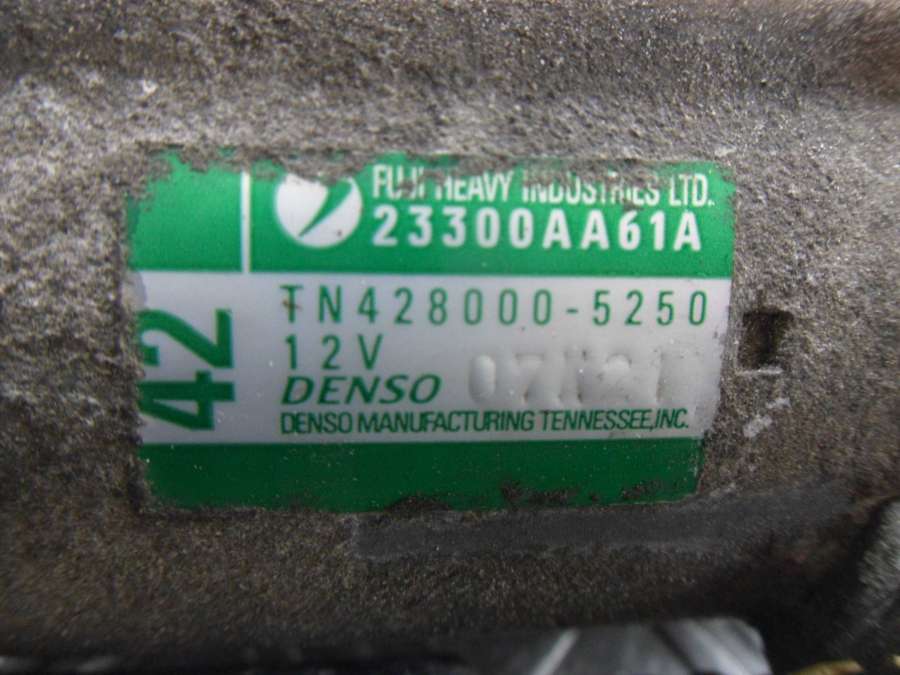 FUJI HEAVY INDUSTRIES LTD.
23300AA61A
42
TN428000-5250
12V
DENSO
DENSO MANUFACTURING TENNESSEE, INC.